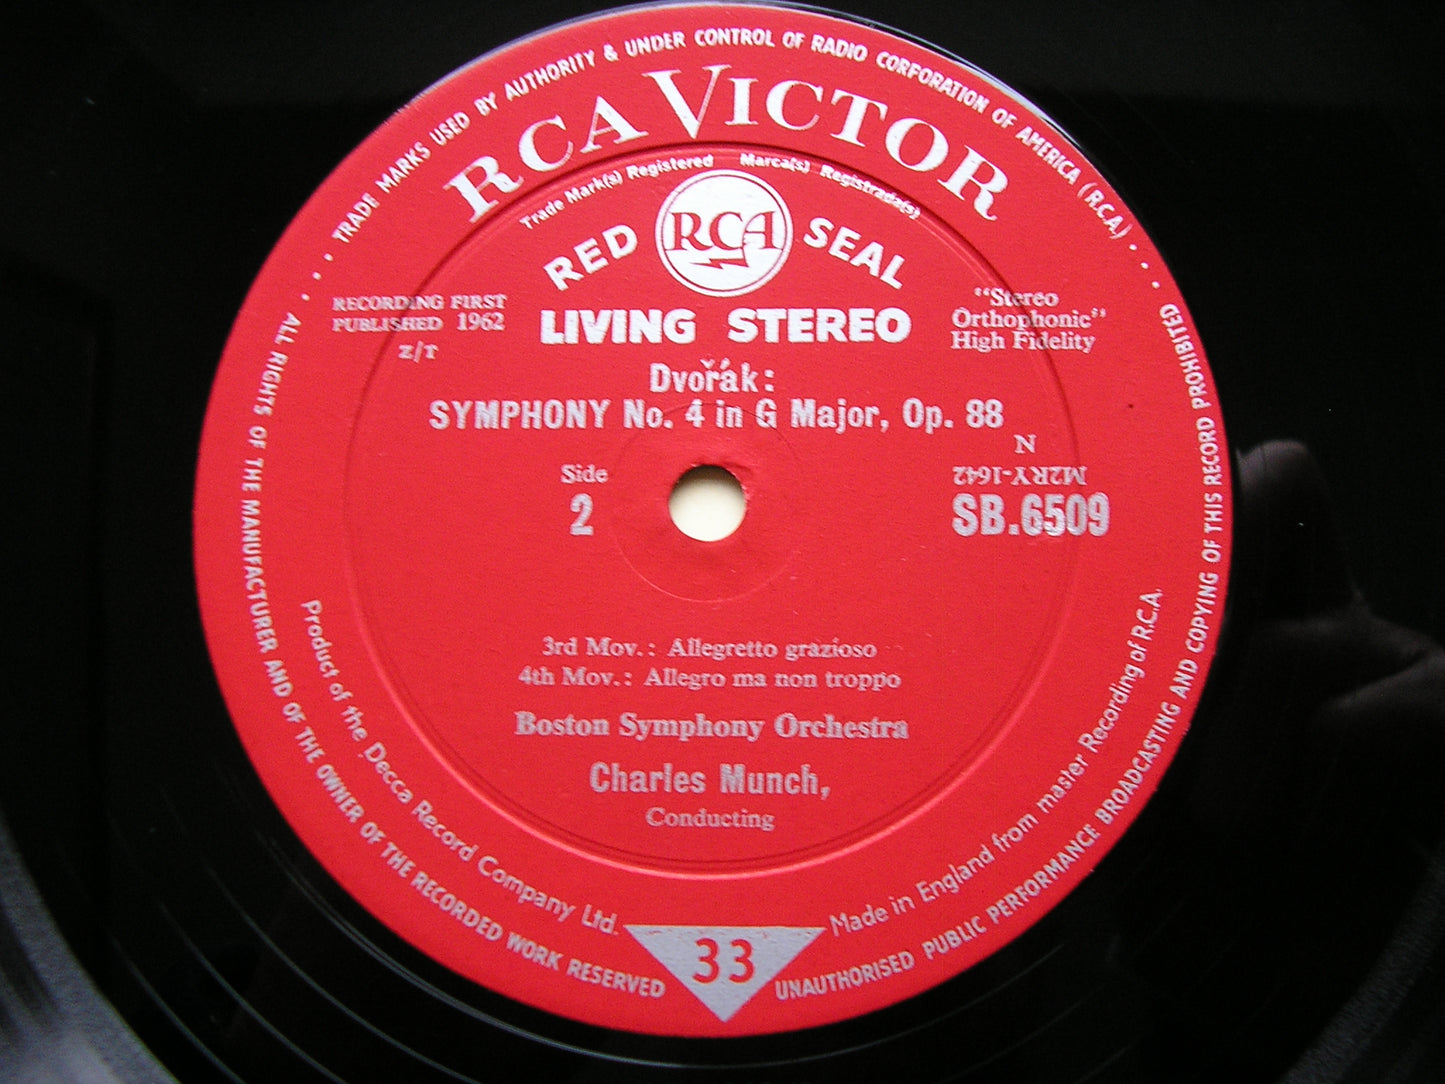 TRADE MARKS USED BY AUTHORITY & UNDER CONTROL OF RADIO CORPORATION OF AMERICA (R.C.A.)
RCA VICTOR
Trade Mark(s) Registered Marca(s) Registrada(s)
RED RCA SEAL
RECORDING FIRST
PUBLISHED 1962
Z/T
LIVING STEREO
"Stereo
Orthophonic"
High Fidelity
Dvořák:
SYMPHONY No. 4 in G Major, Op. 88
N
Side
2
M2RY-1642
SB.6509
3rd Mov.: Allegretto grazioso
4th Mov.: Allegro ma non troppo
Boston Symphony Orchestra
Charles Munch,
Conducting
Product of the Decca Record Company Ltd.
33
Made in England from master Recording of R.C.A.
ALL RIGHTS OF THE MANUFACTURER AND OF THE OWNER OF THE RECORDED WORK RESERVED
UNAUTHORISED PUBLIC PERFORMANCE BROADCASTING AND COPYING OF THIS RECORD PROHIBITED